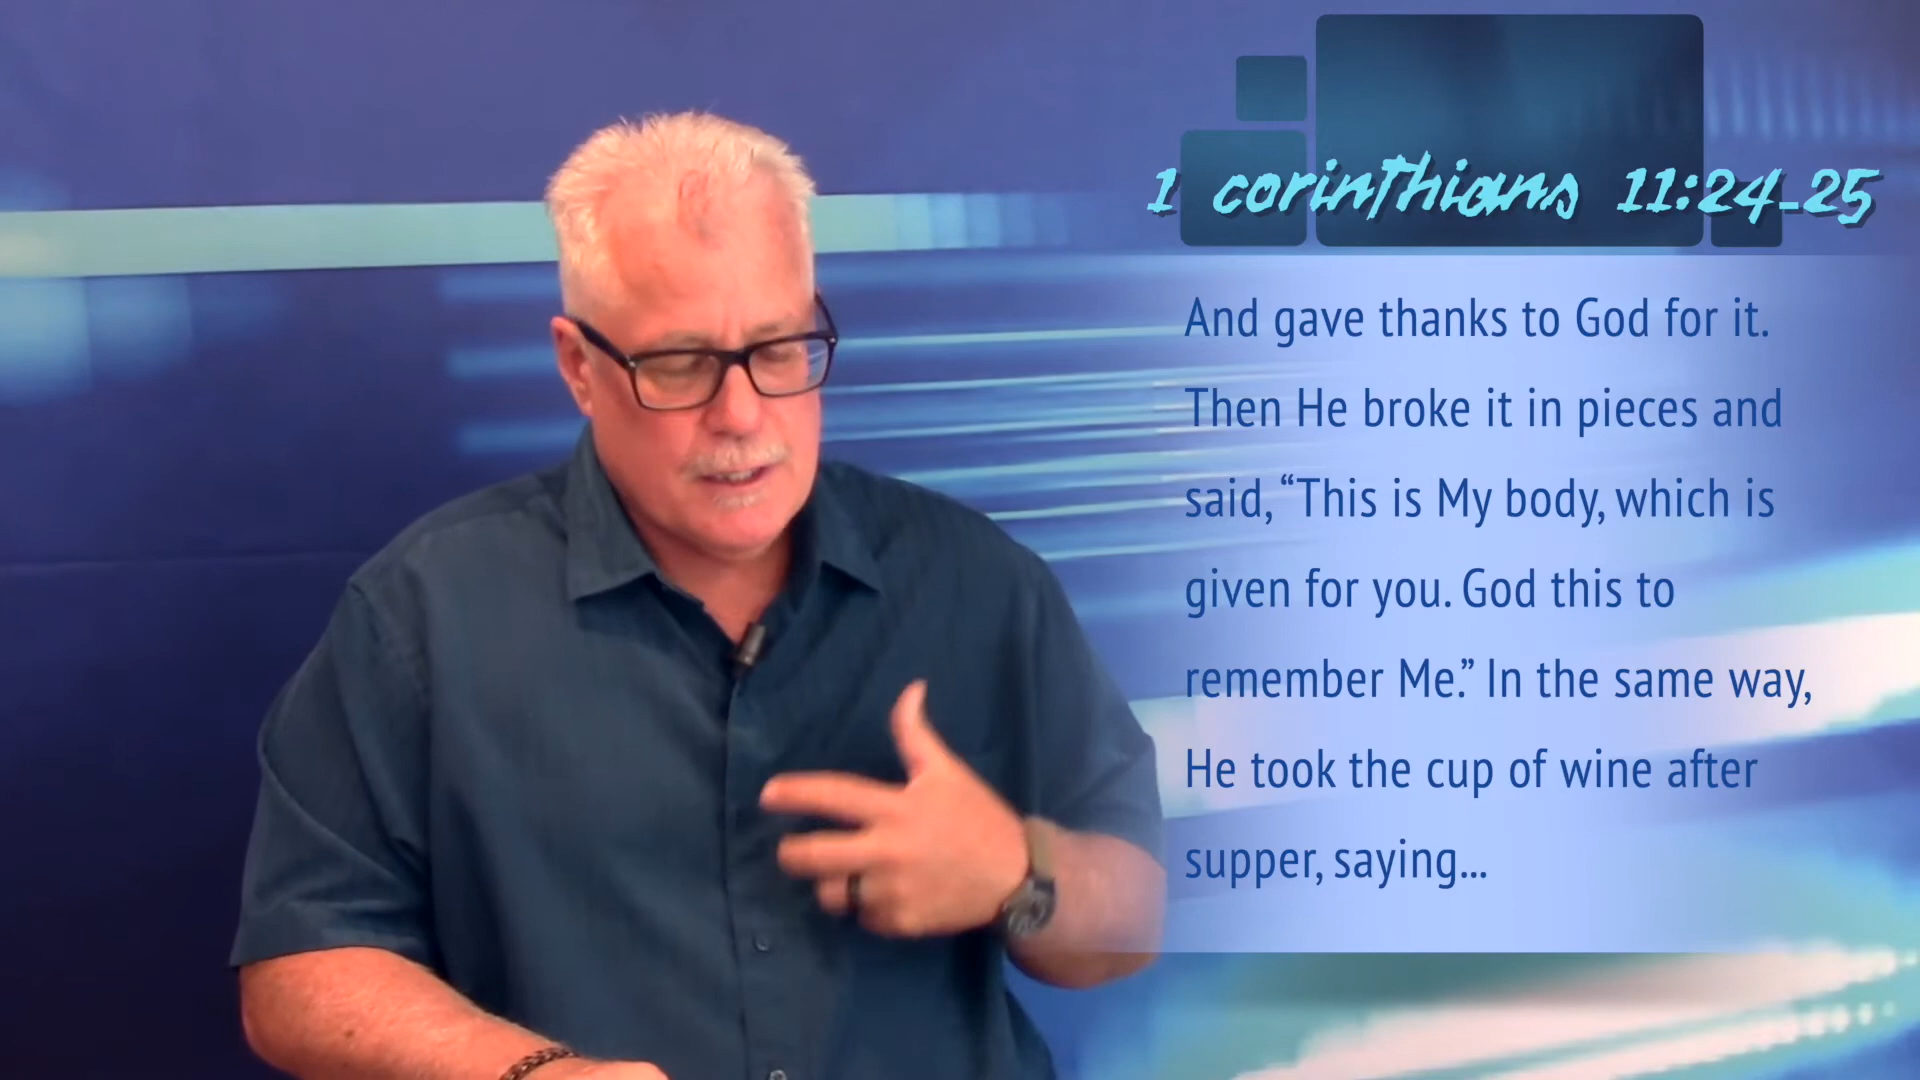 1 corinthians 11:24-25
And gave thanks to God for it.
Then He broke it in pieces and
said, “This is My body, which is
given for you. God this to
remember Me.” In the same way,
He took the cup of wine after
supper, saying...